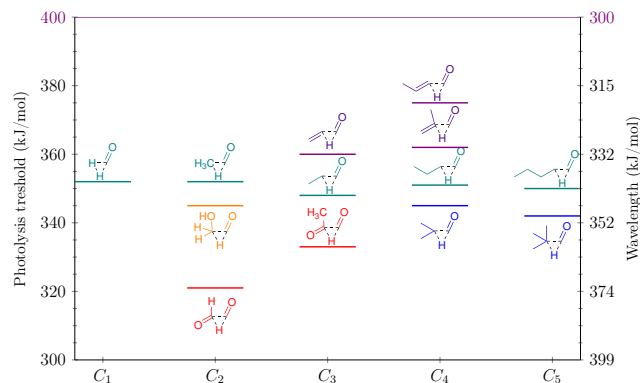 400
380
360
340
320
300
Photolysis treshold (kJ/mol)
300
315
332
352
374
399
Wavelength (kJ/mol)
C1
C2
C3
C4
C5
H
O
H
H3C
O
H
HO
O
H
H
H
H
O
O
H
O
H
O
H
H3C
O
O
H
O
H
O
H
O
H
O
H
O
H
O
H